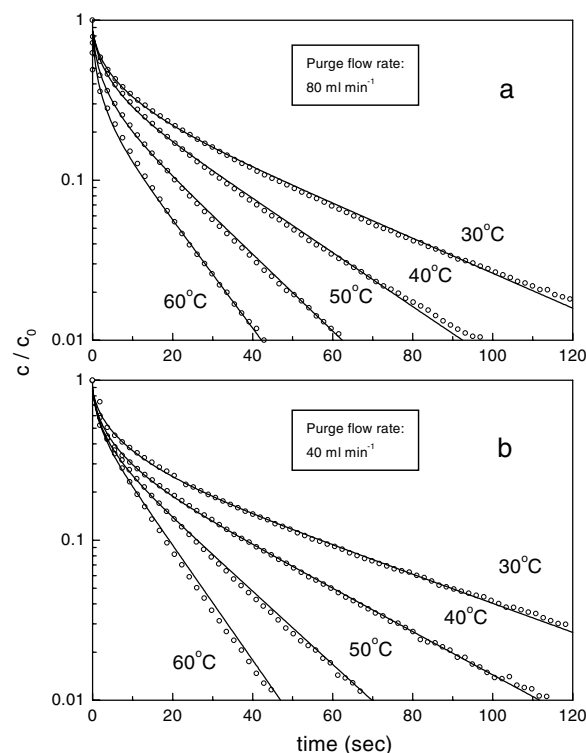 1
Purge flow rate:
80 ml min⁻¹
a
0.1
30°C
40°C
50°C
60°C
0.01
0 20 40 60 80 100 120
c / c₀
1
Purge flow rate:
40 ml min⁻¹
b
0.1
30°C
40°C
50°C
60°C
0.01
0 20 40 60 80 100 120
time (sec)